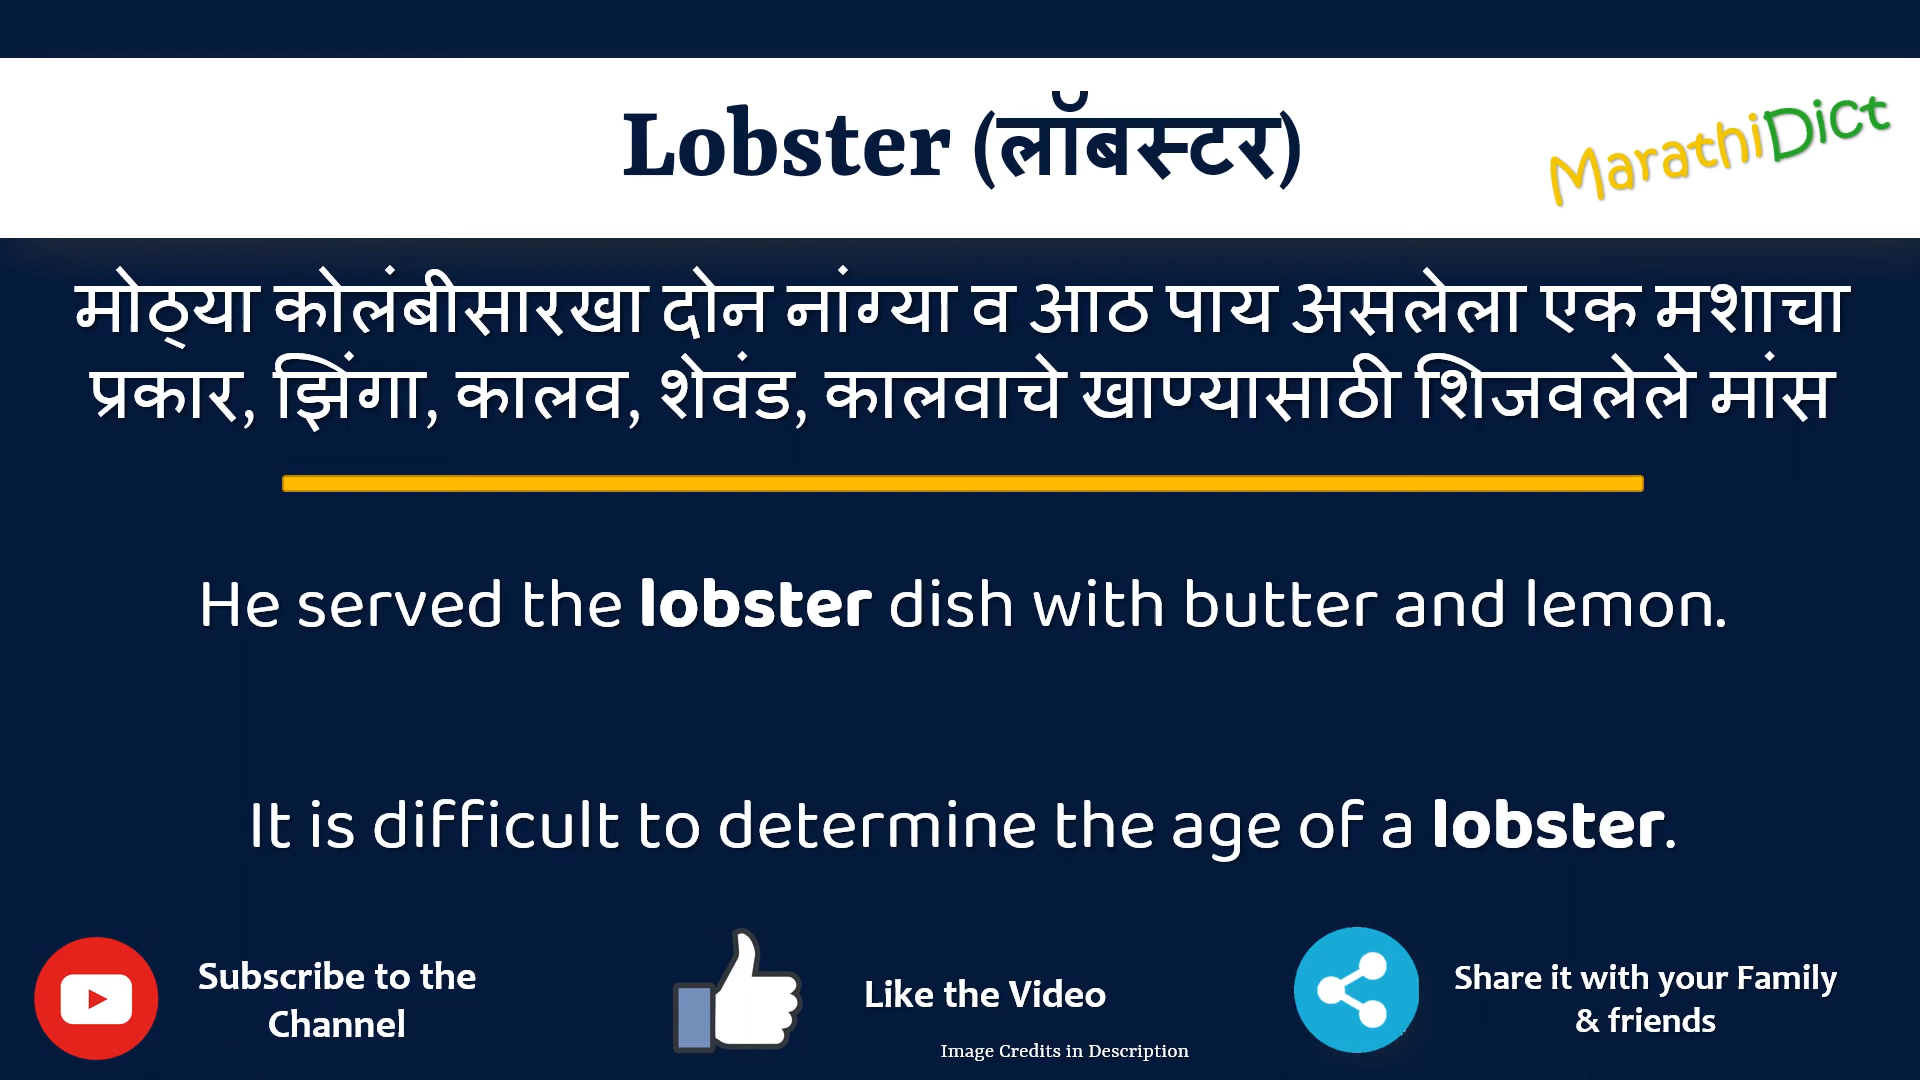 Lobster (लॉबस्टर)
MarathiDict
मोठ्या कोलंबीसारखा दोन नांग्या व आठ पाय असलेला एक मशाचा
प्रकार, झिंगा, कालव, शेवंड, कालवाचे खाण्यासाठी शिजवलेले मांस
He served the lobster dish with butter and lemon.
It is difficult to determine the age of a lobster.
Subscribe to the
Channel
Like the Video
Share it with your Family
& friends
Image Credits in Description